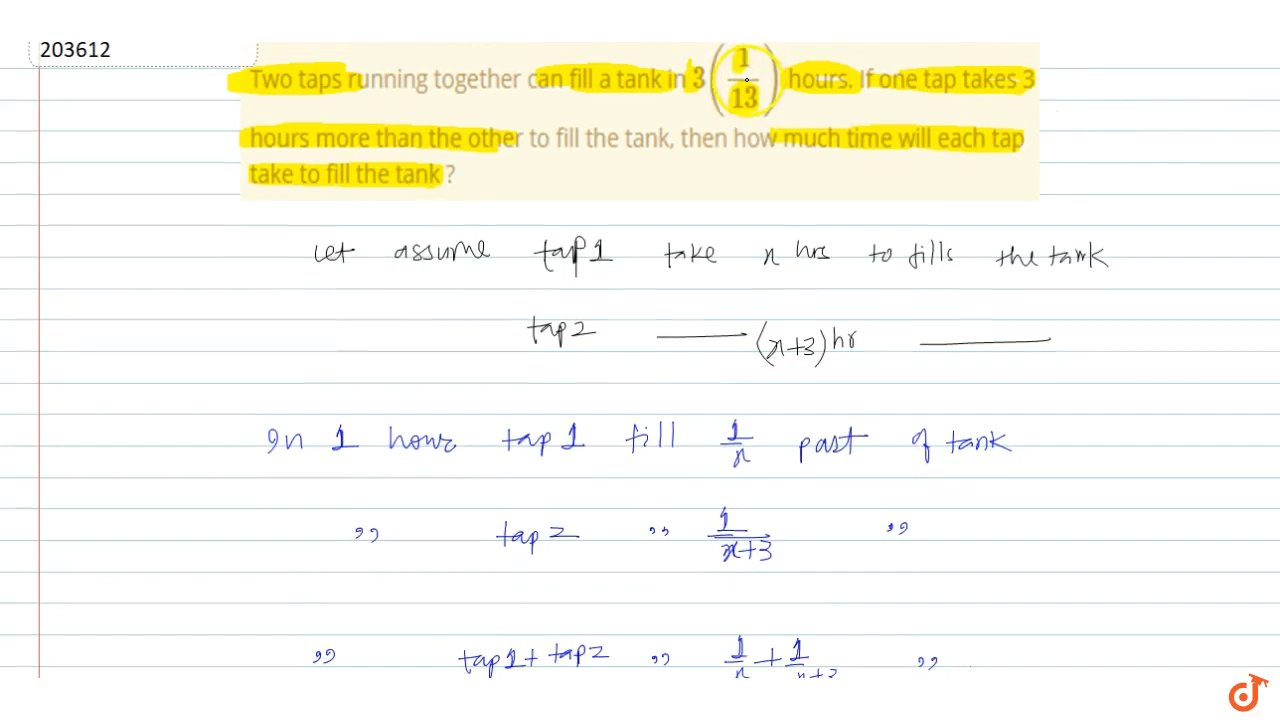 203612
Two taps running together can fill a tank in 3(1/13) hours. If one tap takes 3
hours more than the other to fill the tank, then how much time will each tap
take to fill the tank ?
Let assume tap 1 take x hrs to fills the tank
tap 2 —— (x+3) hr ——
In 1 hour tap 1 fill 1/x part of tank
,, tap 2 ,, 1/x+3 ,,
,, tap 1 + tap 2 ,, 1/x + 1/x+3 ,,